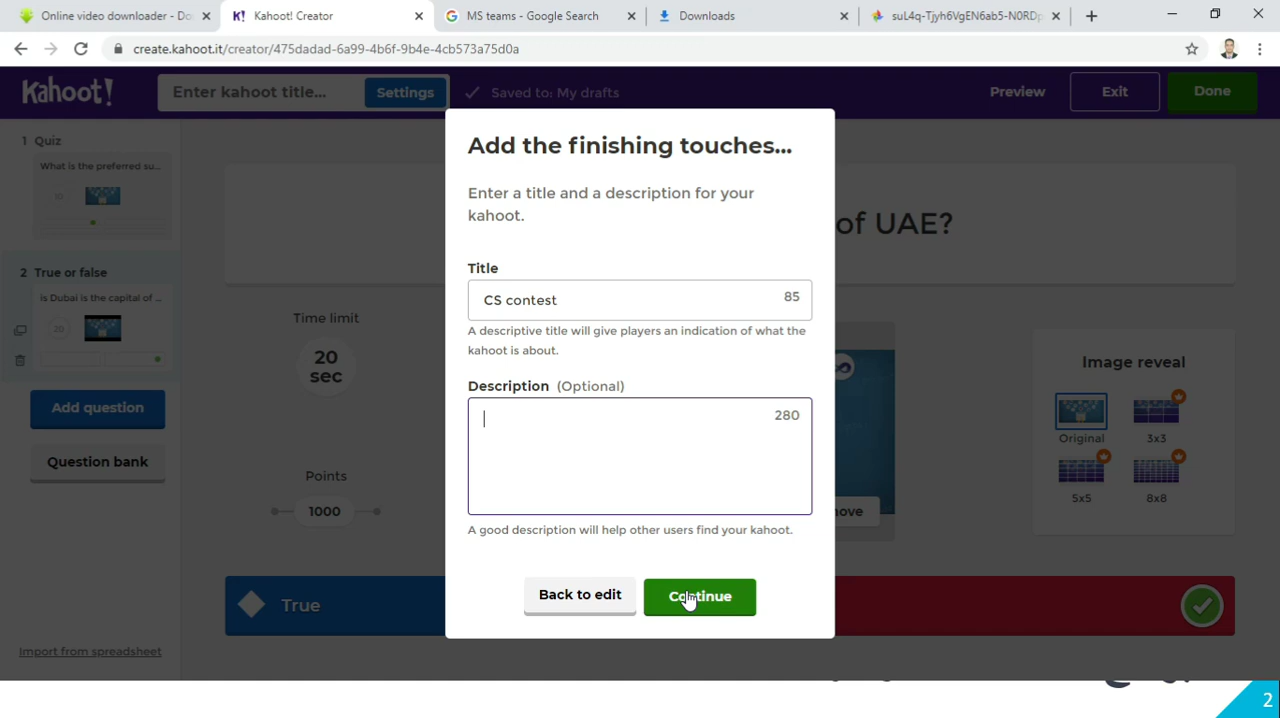 Online video downloader - Do
Kahoot! Creator
MS teams - Google Search
Downloads
suL4q-Tjyh6VgEN6ab5-N0RDp
create.kahoot.it/creator/475dadad-6a99-4b6f-9b4e-4cb573a75d0a
Kahoot!
Enter kahoot title...
Settings
Saved to: My drafts
Preview
Exit
Done
1 Quiz
What is the preferred su...
10
2 True or false
is Dubai is the capital of ...
20
Add question
Question bank
Import from spreadsheet
of UAE?
Time limit
20
sec
Points
1000
Add the finishing touches...
Enter a title and a description for your
kahoot.
Title
CS contest 85
A descriptive title will give players an indication of what the
kahoot is about.
Description (Optional)
280
A good description will help other users find your kahoot.
Back to edit
Continue
Image reveal
Original
3x3
5x5
8x8
True
2